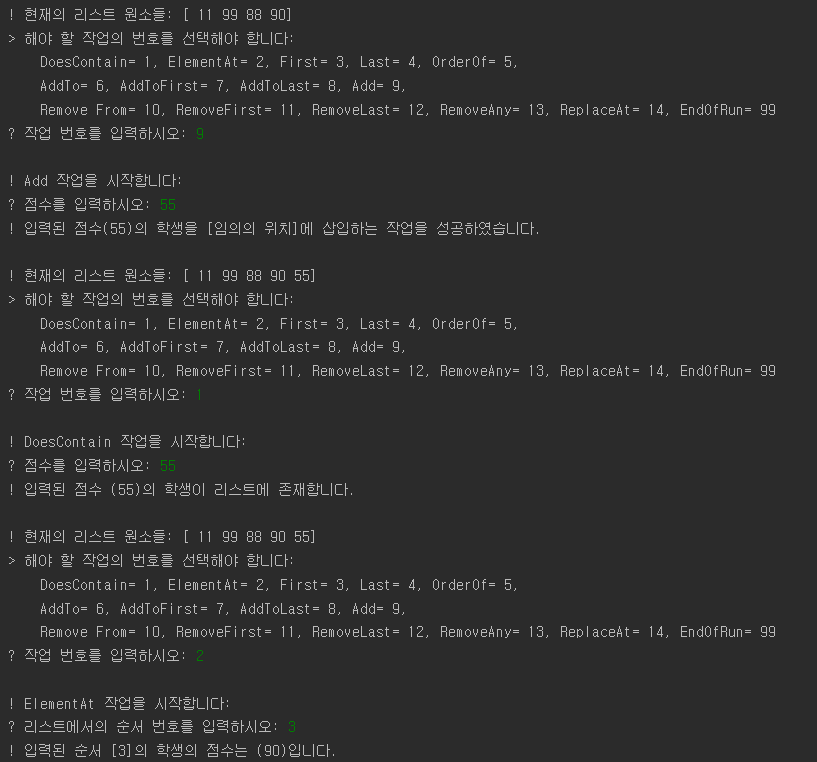 ! 현재의 리스트 원소들: [ 11 99 88 90]
> 해야 할 작업의 번호를 선택해야 합니다:
DoesContain= 1, ElementAt= 2, First= 3, Last= 4, OrderOf= 5,
AddTo= 6, AddToFirst= 7, AddToLast= 8, Add= 9,
Remove From= 10, RemoveFirst= 11, RemoveLast= 12, RemoveAny= 13, ReplaceAt= 14, EndOfRun= 99
? 작업 번호를 입력하시오: 9
! Add 작업을 시작합니다:
? 점수를 입력하시오: 55
! 입력된 점수(55)의 학생을 [임의의 위치]에 삽입하는 작업을 성공하였습니다.
! 현재의 리스트 원소들: [ 11 99 88 90 55]
> 해야 할 작업의 번호를 선택해야 합니다:
DoesContain= 1, ElementAt= 2, First= 3, Last= 4, OrderOf= 5,
AddTo= 6, AddToFirst= 7, AddToLast= 8, Add= 9,
Remove From= 10, RemoveFirst= 11, RemoveLast= 12, RemoveAny= 13, ReplaceAt= 14, EndOfRun= 99
? 작업 번호를 입력하시오: 1
! DoesContain 작업을 시작합니다:
? 점수를 입력하시오: 55
! 입력된 점수 (55)의 학생이 리스트에 존재합니다.
! 현재의 리스트 원소들: [ 11 99 88 90 55]
> 해야 할 작업의 번호를 선택해야 합니다:
DoesContain= 1, ElementAt= 2, First= 3, Last= 4, OrderOf= 5,
AddTo= 6, AddToFirst= 7, AddToLast= 8, Add= 9,
Remove From= 10, RemoveFirst= 11, RemoveLast= 12, RemoveAny= 13, ReplaceAt= 14, EndOfRun= 99
? 작업 번호를 입력하시오: 2
! ElementAt 작업을 시작합니다:
? 리스트에서의 순서 번호를 입력하시오: 3
! 입력된 순서 [3]의 학생의 점수는 (90)입니다.